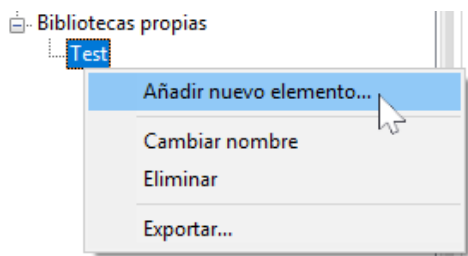 Bibliotecas propias
Test
Añadir nuevo elemento...
Cambiar nombre
Eliminar
Exportar...